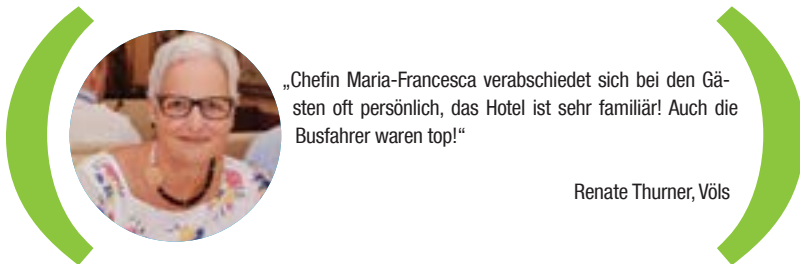 „Chefin Maria-Francesca verabschiedet sich bei den Gä-
sten oft persönlich, das Hotel ist sehr familiär! Auch die
Busfahrer waren top!“
Renate Thurner, Völs